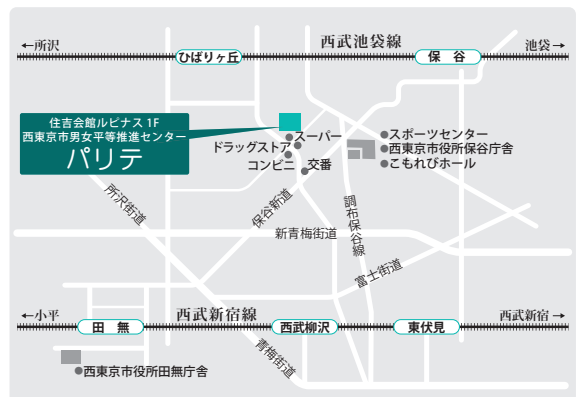 ←所沢
西武池袋線
池袋→
ひばりヶ丘
保 谷
住吉会館ルピナス1F
西東京市男女平等推進センター
パリテ
スーパー
ドラッグストア
コンビニ
交番
スポーツセンター
西東京市役所保谷庁舎
こもれびホール
所沢街道
保谷新道
調布保谷線
新青梅街道
富士街道
←小平
西武新宿線
西武新宿→
田 無
西武柳沢
東伏見
青梅街道
西東京市役所田無庁舎